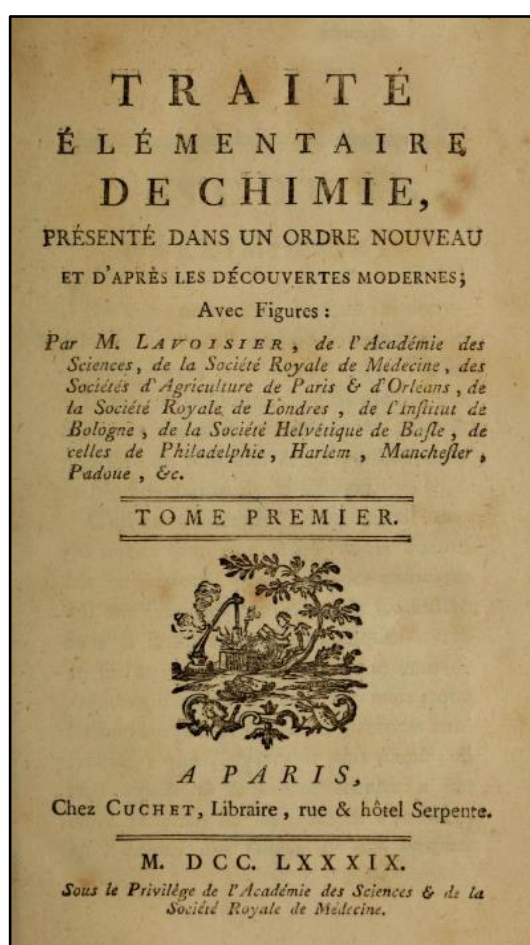 TRAITÉ
ÉLÉMENTAIRE
DE CHIMIE,
PRÉSENTÉ DANS UN ORDRE NOUVEAU
ET D'APRÈS LES DÉCOUVERTES MODERNES;
Avec Figures :
Par M. LAVOISIER, de l'Académie des
Sciences, de la Société Royale de Médecine, des
Sociétés d'Agriculture de Paris & d'Orléans, de
la Société Royale de Londres, de l'Inſtitut de
Bologne, de la Société Helvétique de Baſle, de
celles de Philadelphie, Harlem, Mancheſter,
Padoue, &c.
TOME PREMIER.
A PARIS,
Chez CUCHET, Libraire, rue & hôtel Serpente.
M. DCC. LXXXIX.
Sous le Privilège de l'Académie des Sciences & de la
Société Royale de Médecine.